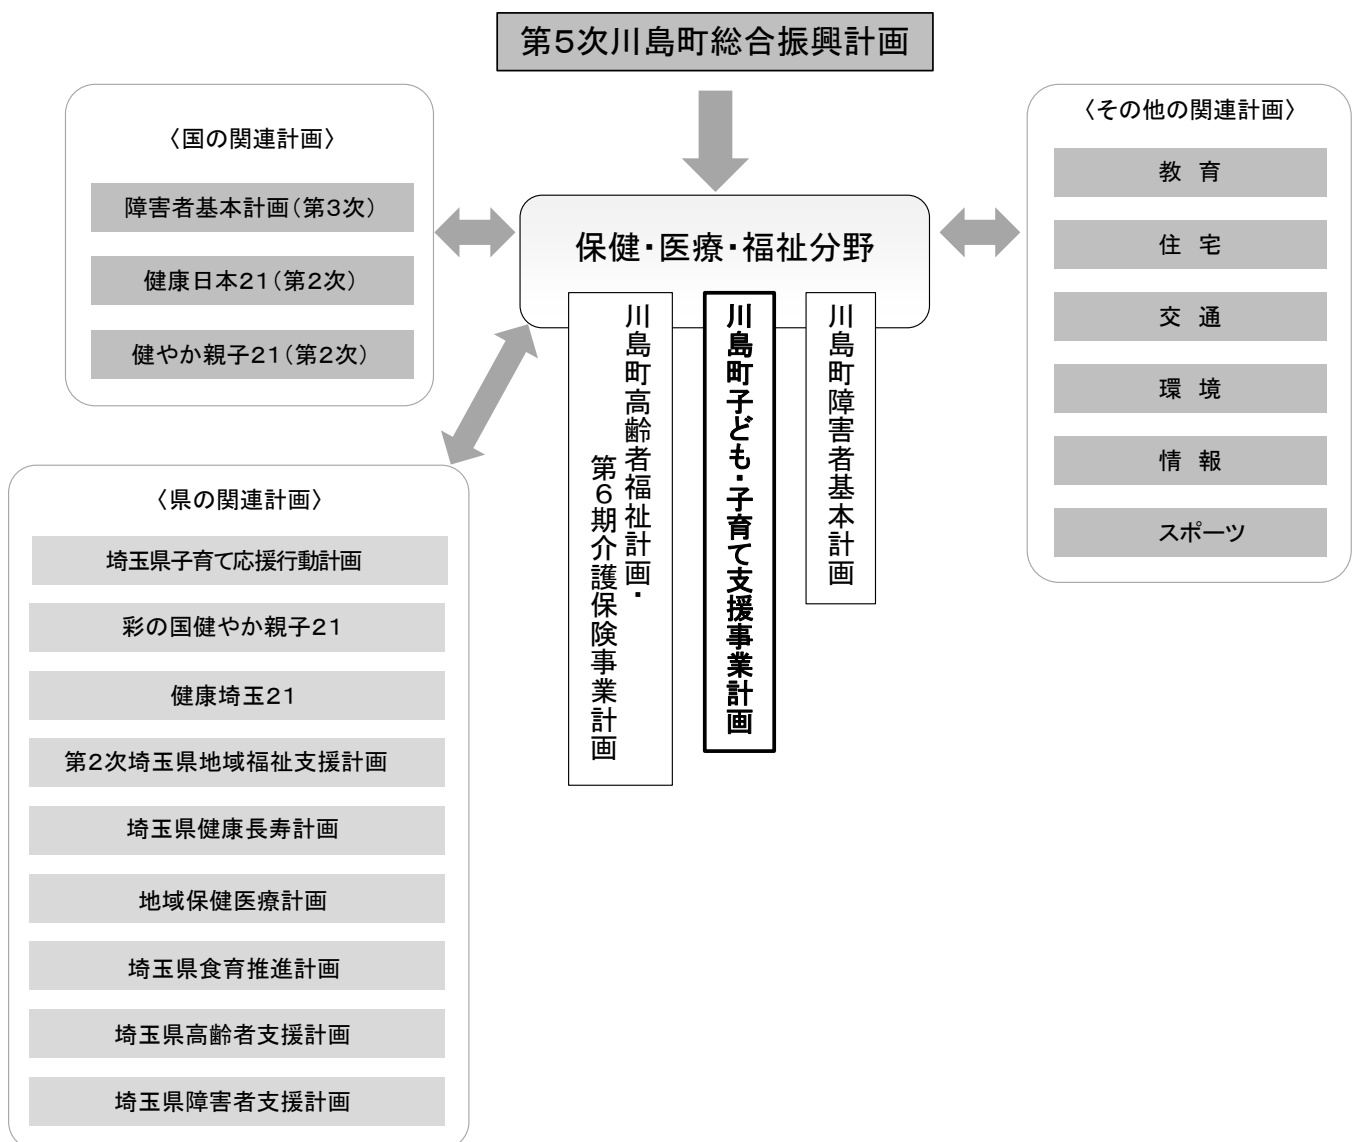 第5次川島町総合振興計画
〈国の関連計画〉
障害者基本計画(第3次)
健康日本21(第2次)
健やか親子21(第2次)
保健・医療・福祉分野
川島町高齢者福祉計画・
第6期介護保険事業計画
川島町子ども・子育て支援事業計画
川島町障害者基本計画
〈その他の関連計画〉
教 育
住 宅
交 通
環 境
情 報
スポーツ
〈県の関連計画〉
埼玉県子育て応援行動計画
彩の国健やか親子21
健康埼玉21
第2次埼玉県地域福祉支援計画
埼玉県健康長寿計画
地域保健医療計画
埼玉県食育推進計画
埼玉県高齢者支援計画
埼玉県障害者支援計画